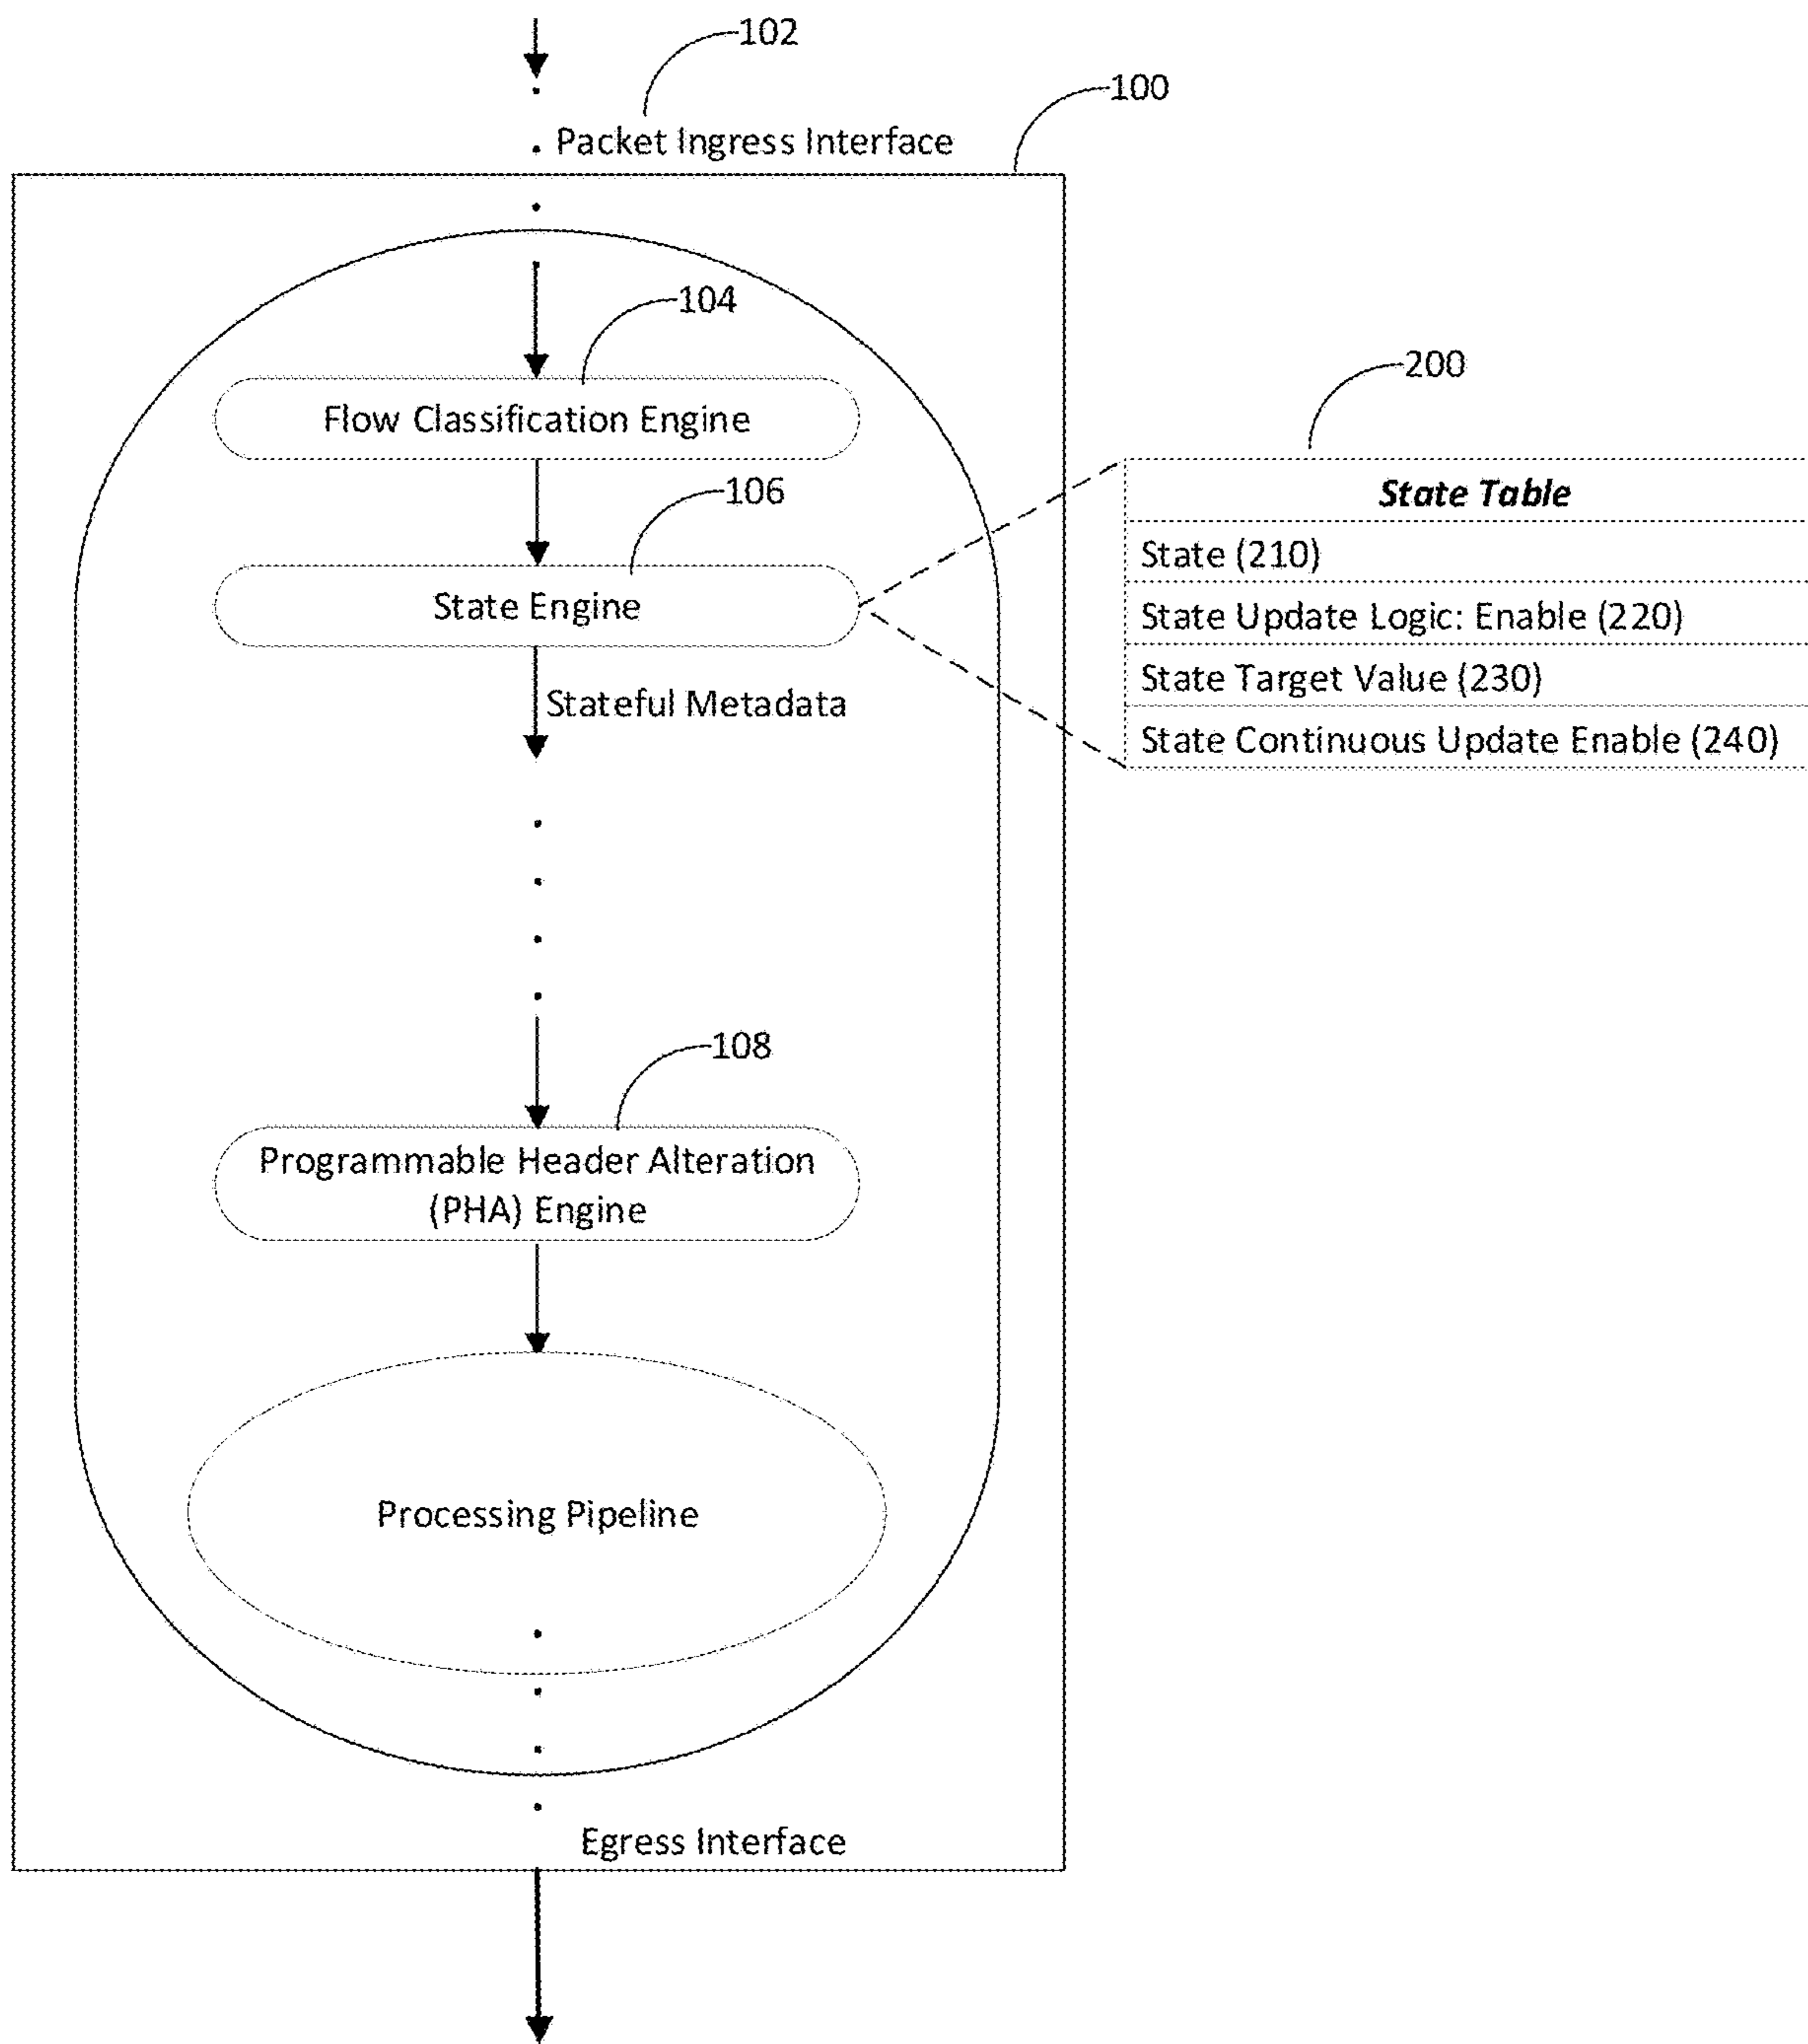 102
100
Packet Ingress Interface
104
Flow Classification Engine
200
106
State Table
State (210)
State Engine
State Update Logic: Enable (220)
State Target Value (230)
Stateful Metadata
State Continuous Update Enable (240)
108
Programmable Header Alteration
(PHA) Engine
Processing Pipeline
Egress Interface